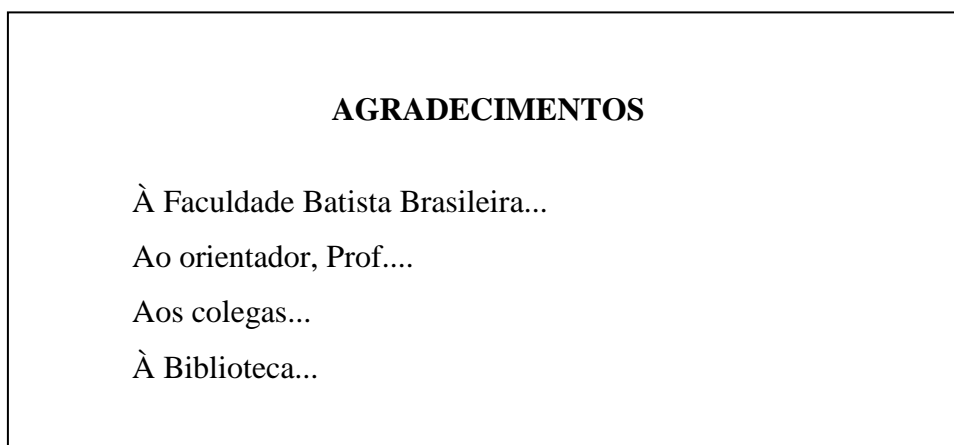 AGRADECIMENTOS
À Faculdade Batista Brasileira...
Ao orientador, Prof....
Aos colegas...
À Biblioteca...